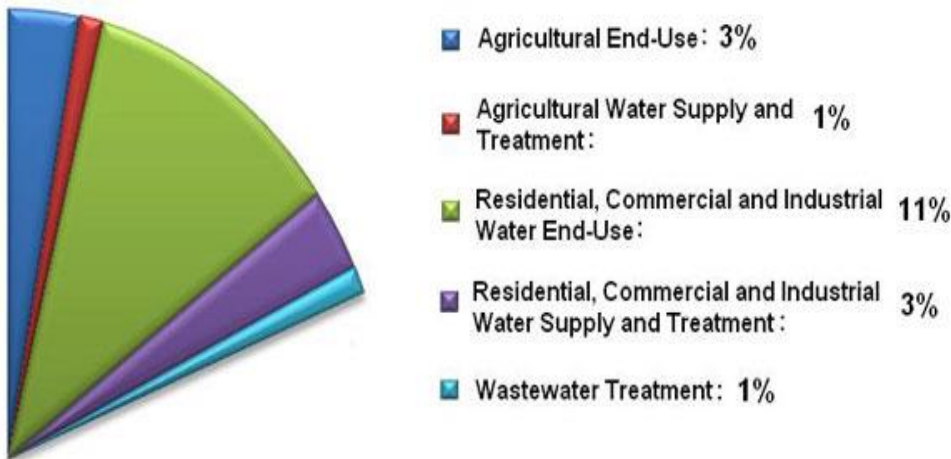 Agricultural End-Use: 3%
Agricultural Water Supply and 1%
Treatment:
Residential, Commercial and Industrial 11%
Water End-Use:
Residential, Commercial and Industrial 3%
Water Supply and Treatment:
Wastewater Treatment: 1%